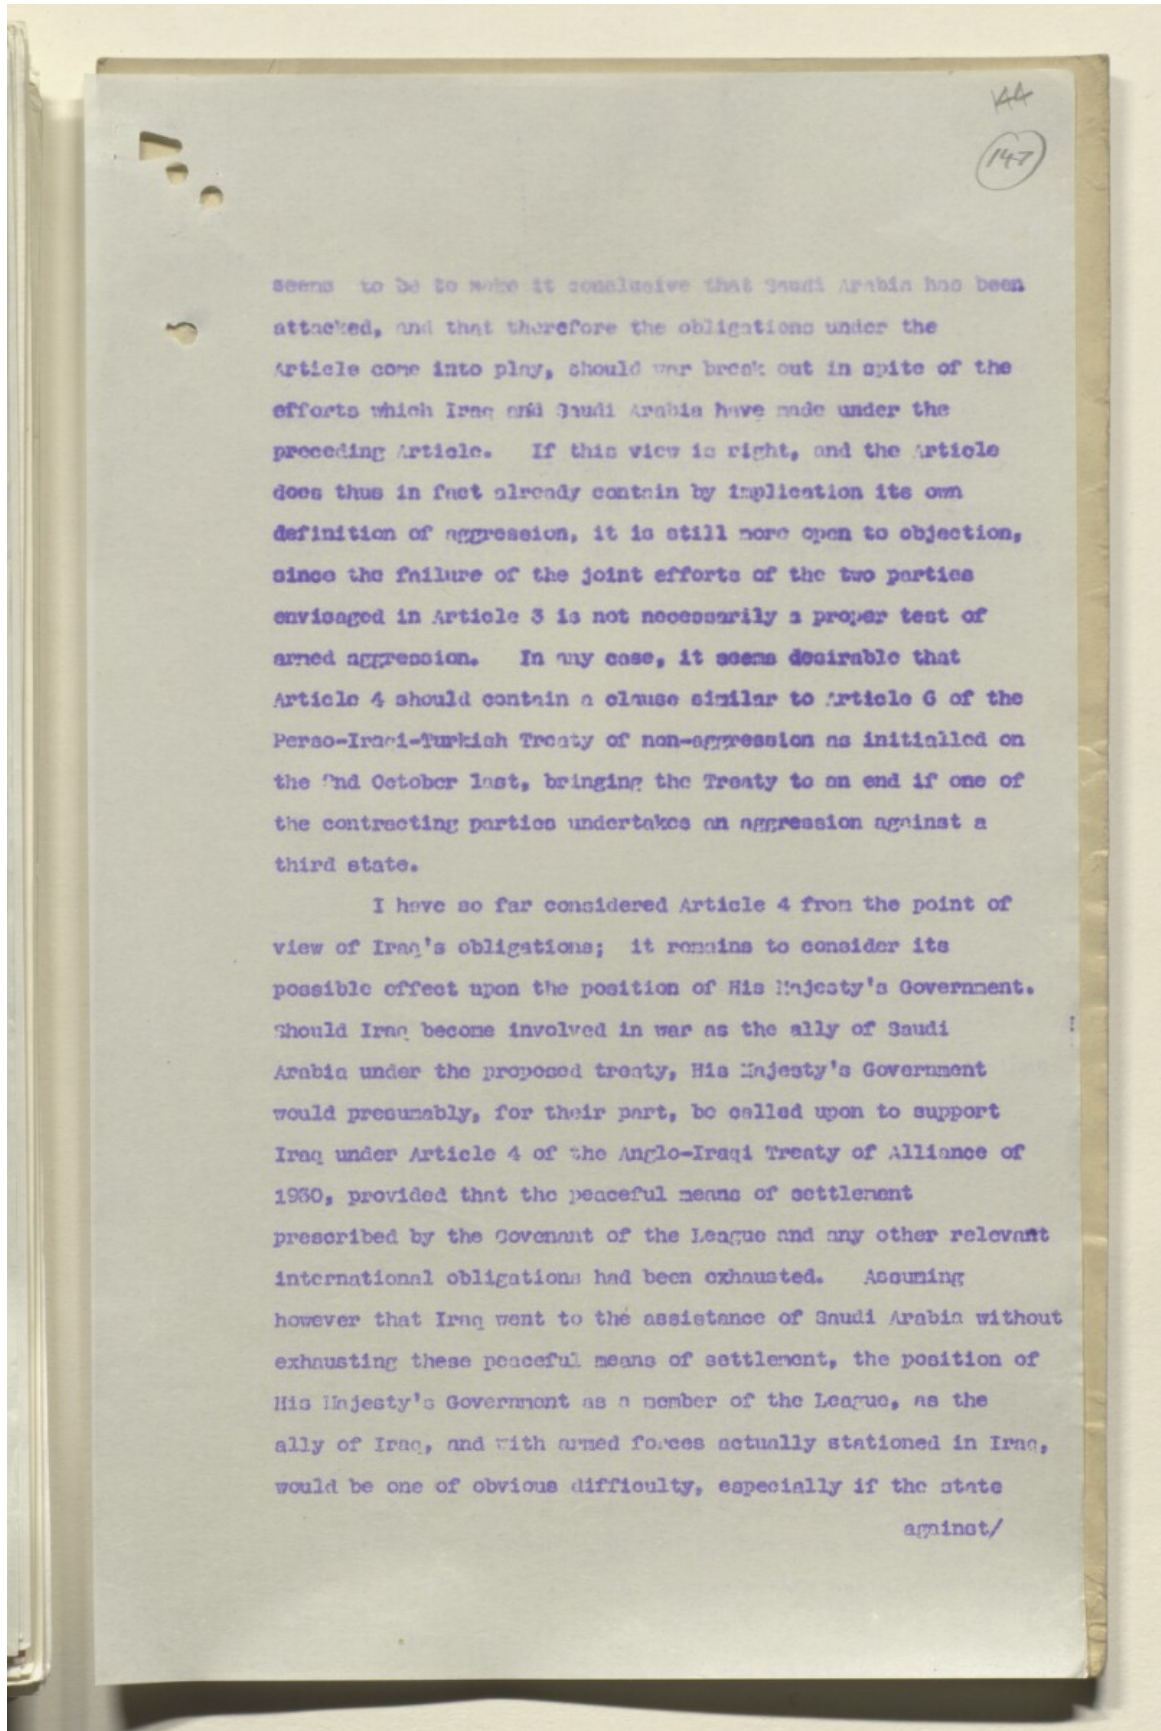 144
147
seems to be to make it conclusive that Saudi Arabia has been
attacked, and that therefore the obligations under the
Article come into play, should war break out in spite of the
efforts which Iraq and Saudi Arabia have made under the
preceding Article. If this view is right, and the Article
does thus in fact already contain by implication its own
definition of aggression, it is still more open to objection,
since the failure of the joint efforts of the two parties
envisaged in Article 3 is not necessarily a proper test of
armed aggression. In any case, it seems desirable that
Article 4 should contain a clause similar to Article 6 of the
Perso-Iraqi-Turkish Treaty of non-aggression as initialled on
the 2nd October last, bringing the Treaty to an end if one of
the contracting parties undertakes an aggression against a
third state.
I have so far considered Article 4 from the point of
view of Iraq's obligations; it remains to consider its
possible effect upon the position of His Majesty's Government.
Should Iraq become involved in war as the ally of Saudi
Arabia under the proposed treaty, His Majesty's Government
would presumably, for their part, be called upon to support
Iraq under Article 4 of the Anglo-Iraqi Treaty of Alliance of
1930, provided that the peaceful means of settlement
prescribed by the Covenant of the League and any other relevant
international obligations had been exhausted. Assuming
however that Iraq went to the assistance of Saudi Arabia without
exhausting these peaceful means of settlement, the position of
His Majesty's Government as a member of the League, as the
ally of Iraq, and with armed forces actually stationed in Iraq,
would be one of obvious difficulty, especially if the state
against/